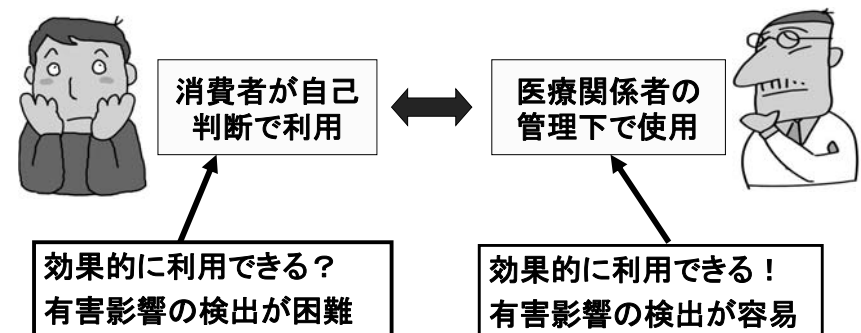 消費者が自己
判断で利用
医療関係者の
管理下で使用
効果的に利用できる？
有害影響の検出が困難
効果的に利用できる！
有害影響の検出が容易